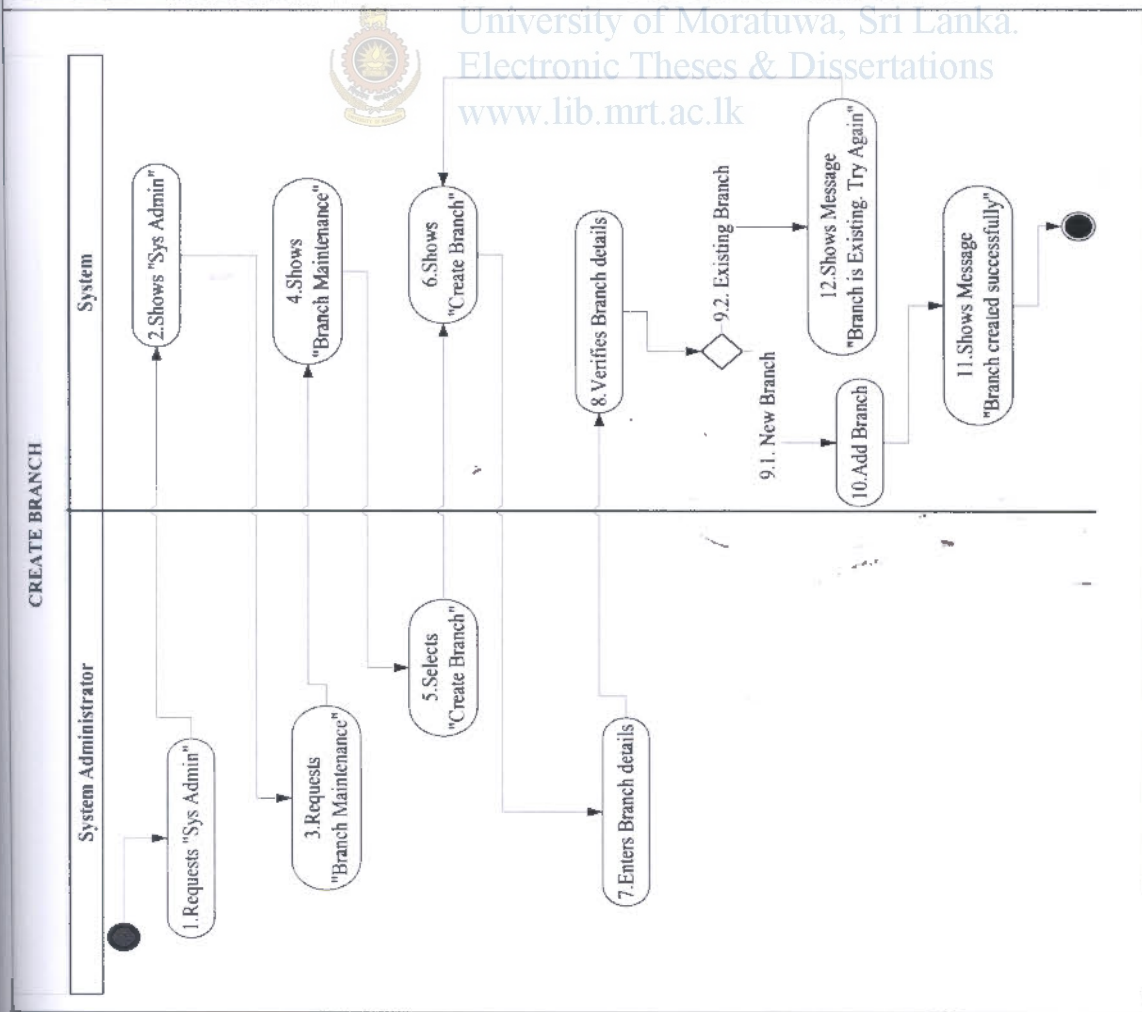 University of Moratuwa, Sri Lanka.
Electronic Theses & Dissertations
www.lib.mrt.ac.lk
CREATE BRANCH
System Administrator
System
1.Requests "Sys Admin"
2.Shows "Sys Admin"
3.Requests
"Branch Maintenance"
4.Shows
"Branch Maintenance"
5.Selects
"Create Branch"
6.Shows
"Create Branch"
7.Enters Branch details
8.Verifies Branch details
9.1. New Branch
9.2. Existing Branch
10.Add Branch
12.Shows Message
"Branch is Existing. Try Again"
11.Shows Message
"Branch created successfully"